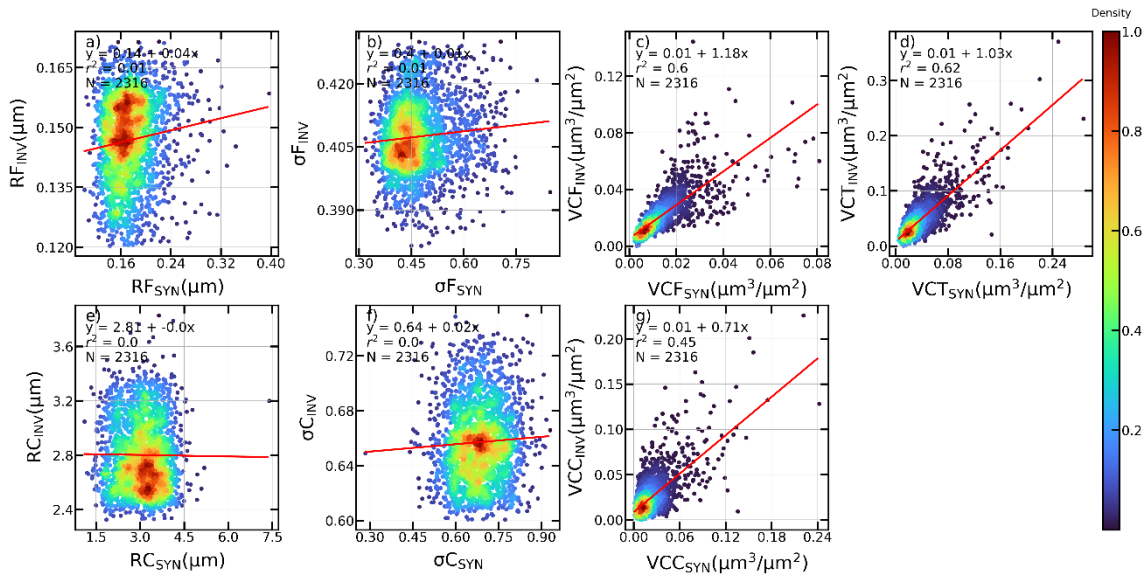 Density
a)
y = 0.14 + 0.04x
r² = 0.01
N = 2316
0.165
0.150
0.135
0.120
RF_INV(μm)
0.16
0.24
0.32
0.40
RF_SYN(μm)
b)
y = 0.4 + 0.01x
r² = 0.01
N = 2316
0.420
0.405
0.390
σF_INV
0.30
0.45
0.60
0.75
σF_SYN
c)
y = 0.01 + 1.18x
r² = 0.6
N = 2316
0.12
0.08
0.04
0.00
VCF_INV(μm³/μm²)
0.00
0.02
0.04
0.06
0.08
VCF_SYN(μm³/μm²)
d)
y = 0.01 + 1.03x
r² = 0.62
N = 2316
0.3
0.2
0.1
0.0
VCT_INV(μm³/μm²)
0.00
0.08
0.16
0.24
VCT_SYN(μm³/μm²)
1.0
0.8
0.6
0.4
0.2
e)
y = 2.81 + -0.0x
r² = 0.0
N = 2316
3.6
3.2
2.8
2.4
RC_INV(μm)
1.5
3.0
4.5
6.0
7.5
RC_SYN(μm)
f)
y = 0.64 + 0.02x
r² = 0.0
N = 2316
0.72
0.68
0.64
0.60
σC_INV
0.30
0.45
0.60
0.75
0.90
σC_SYN
g)
y = 0.01 + 0.71x
r² = 0.45
N = 2316
0.20
0.15
0.10
0.05
0.00
VCC_INV(μm³/μm²)
0.00
0.06
0.12
0.18
0.24
VCC_SYN(μm³/μm²)